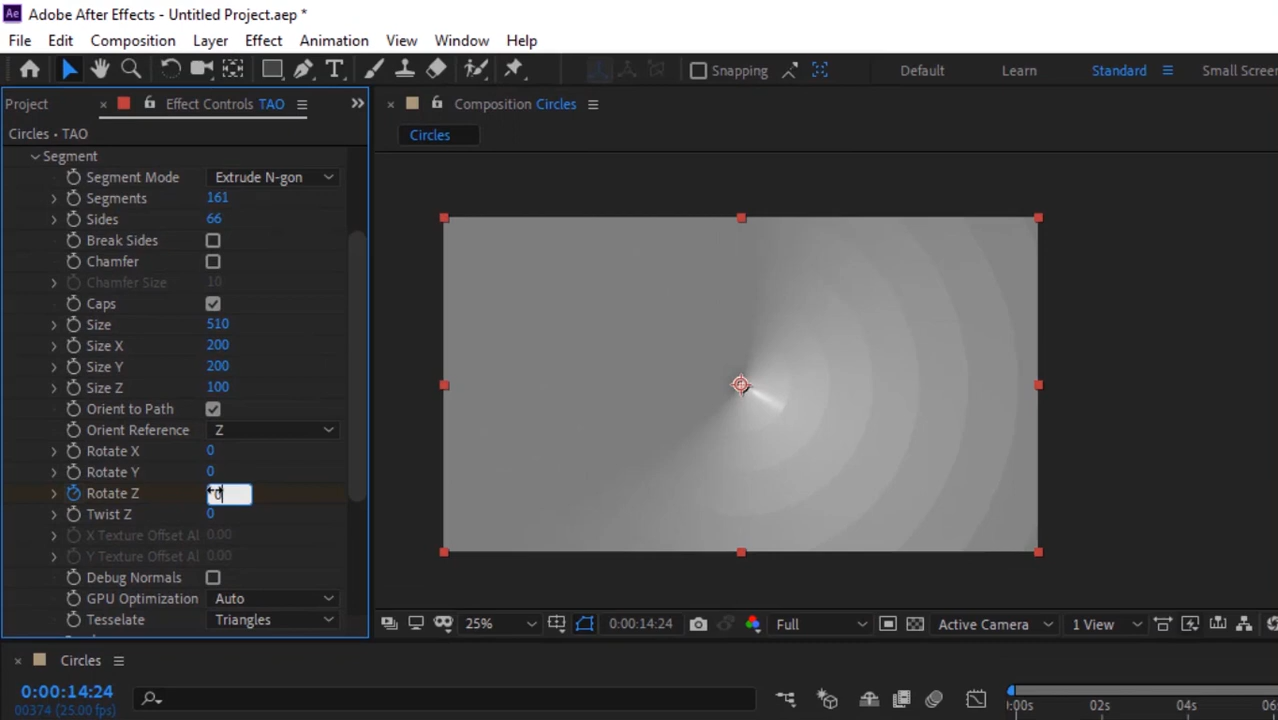 Ae Adobe After Effects - Untitled Project.aep *
File Edit Composition Layer Effect Animation View Window Help
T Snapping Default Learn Standard Small Screen
Project × Effect Controls TAO × Composition Circles
Circles • TAO
Circles
Segment
Segment Mode Extrude N-gon
Segments 161
Sides 66
Break Sides
Chamfer
Chamfer Size 10
Caps
Size 510
Size X 200
Size Y 200
Size Z 100
Orient to Path
Orient Reference Z
Rotate X 0
Rotate Y 0
Rotate Z
Twist Z 0
X Texture Offset Al 0.00
Y Texture Offset Al 0.00
Debug Normals
GPU Optimization Auto
Tesselate Triangles
25% 0:00:14:24 Full Active Camera 1 View
× Circles
0:00:14:24
00374 (25.00 fps)
:00s 02s 04s